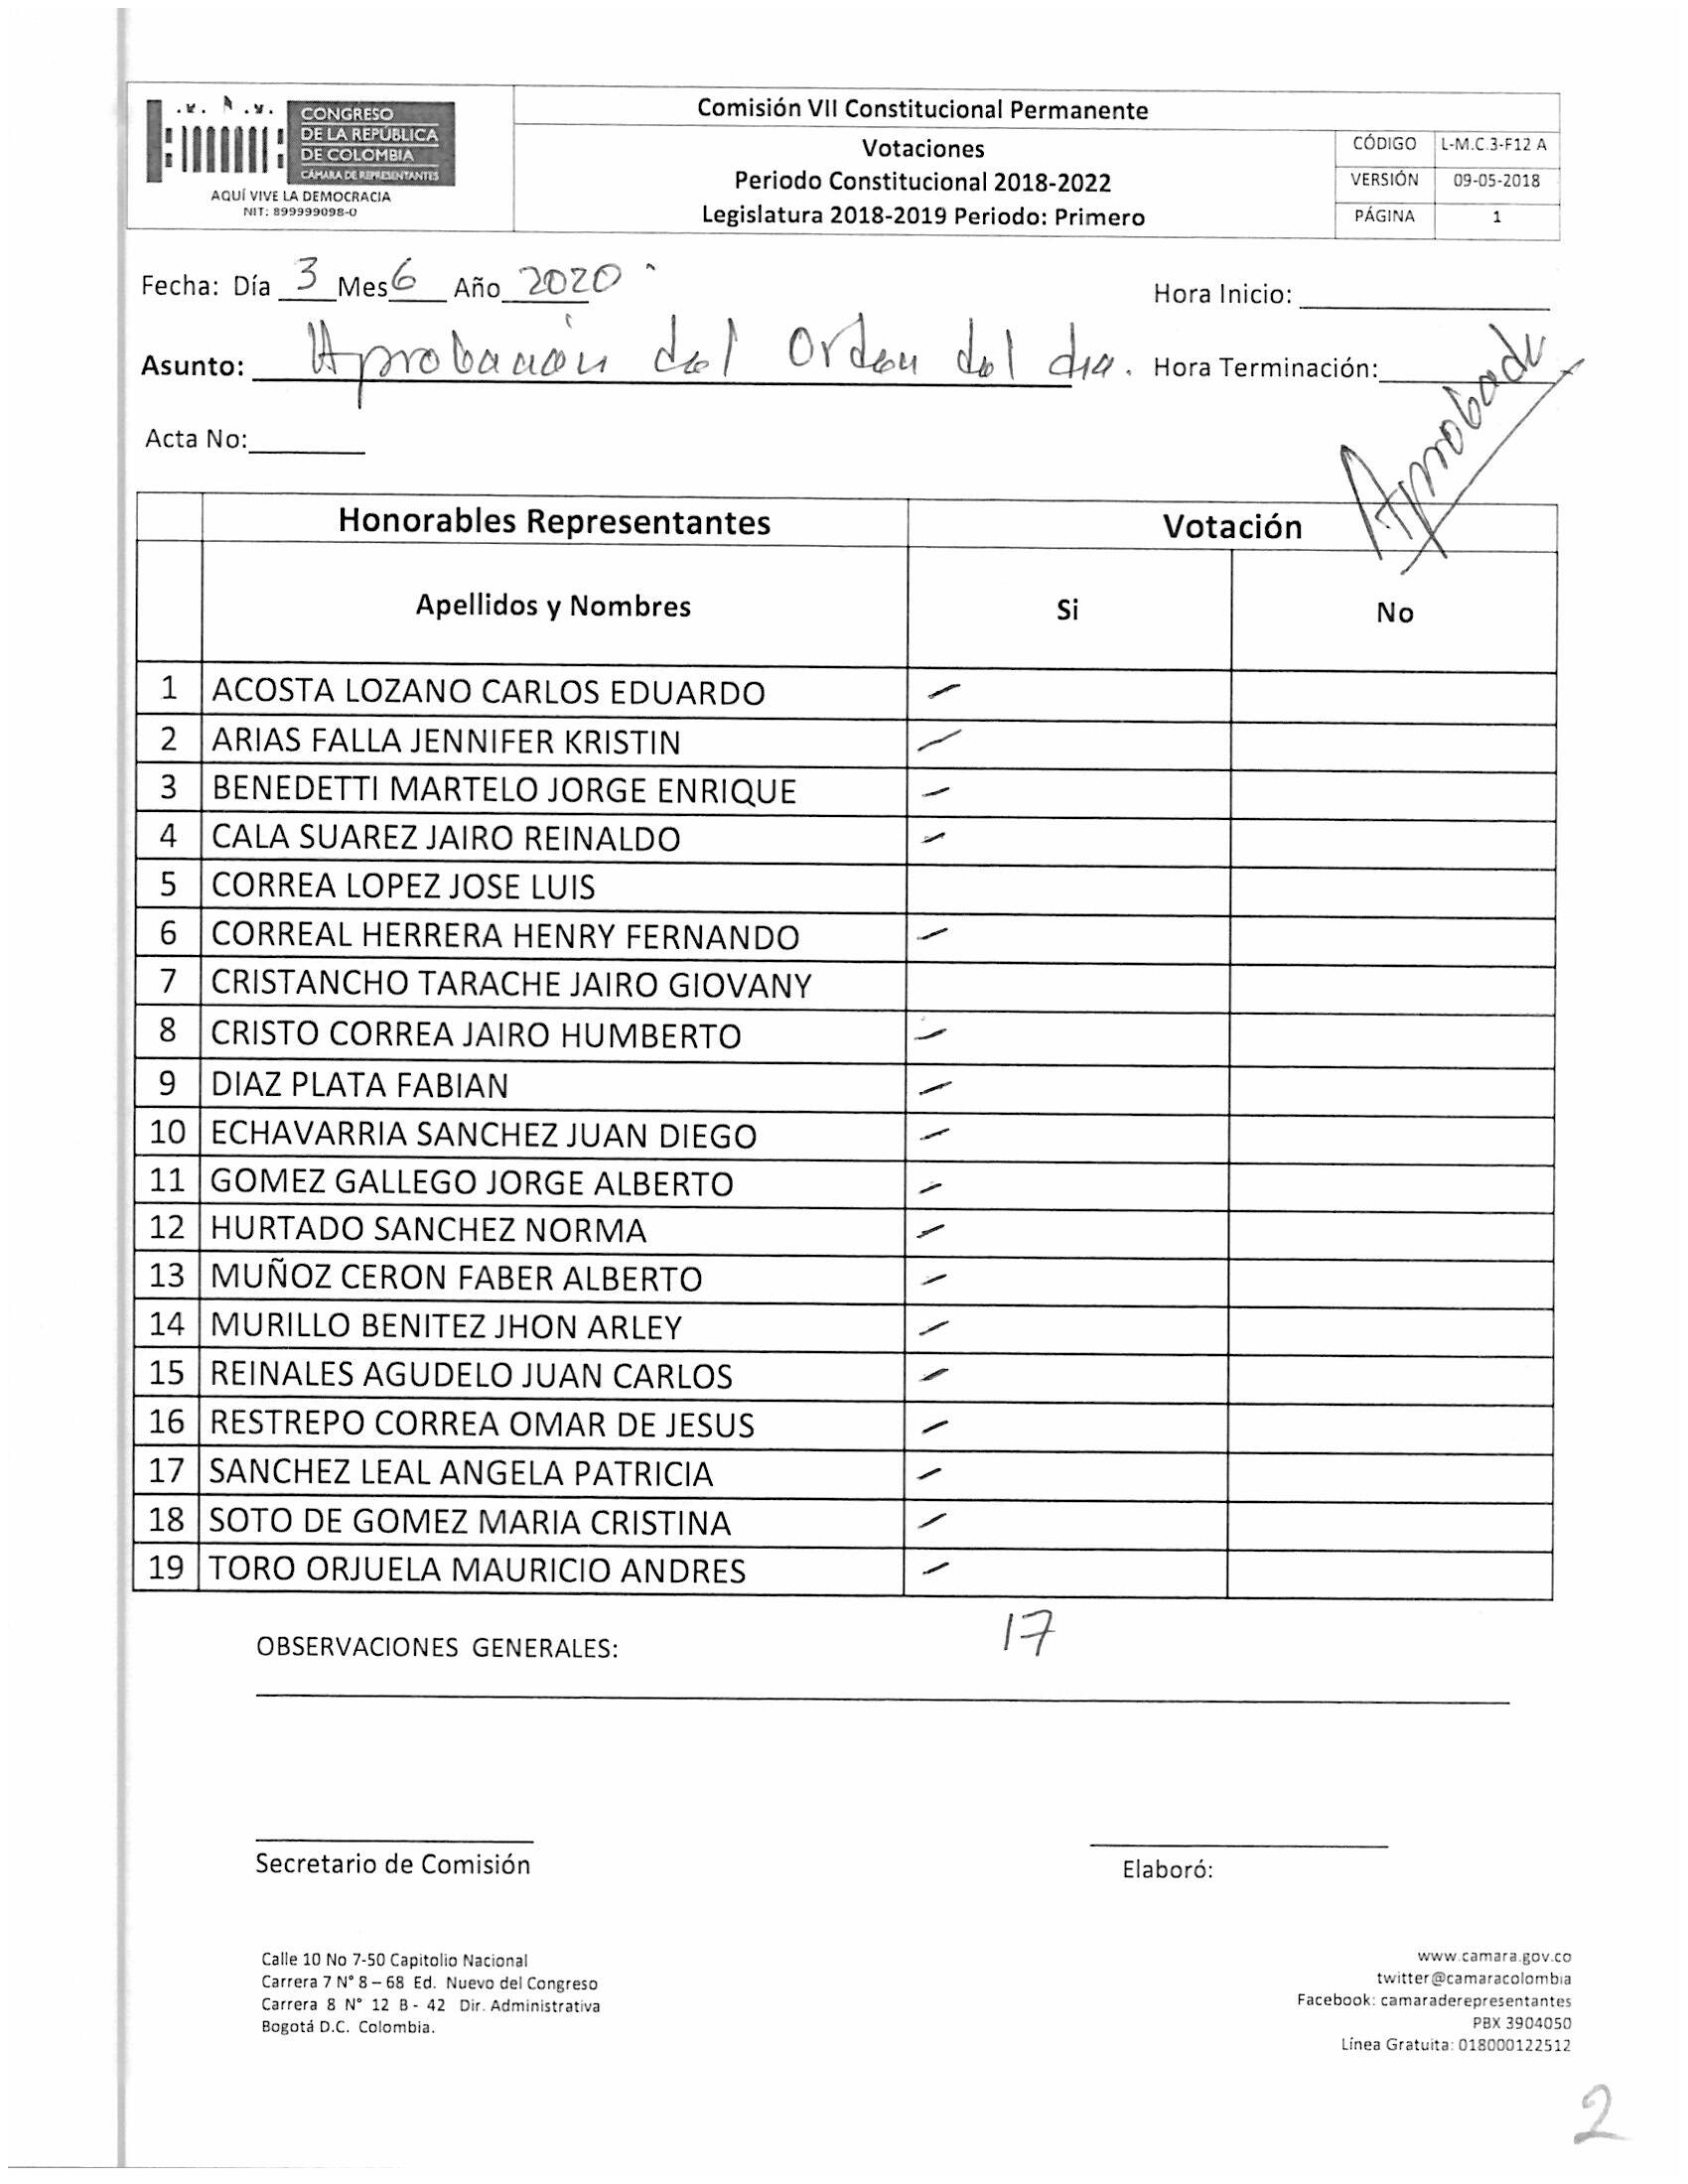 CONGRESO
DE LA REPÚBLICA
DE COLOMBIA
CÁMARA DE REPRESENTANTES
AQUÍ VIVE LA DEMOCRACIA
NIT: 899999098-0
Comisión VII Constitucional Permanente
Votaciones
Periodo Constitucional 2018-2022
Legislatura 2018-2019 Periodo: Primero
CÓDIGO L-M.C.3-F12 A
VERSIÓN 09-05-2018
PÁGINA 1
Fecha: Día 3 Mes 6 Año 2020
Hora Inicio:
Asunto: Aprobación del Orden del dia. Hora Terminación:
Aprobado
Acta No:
Honorables Representantes Votación
Apellidos y Nombres Si No
1 ACOSTA LOZANO CARLOS EDUARDO
2 ARIAS FALLA JENNIFER KRISTIN
3 BENEDETTI MARTELO JORGE ENRIQUE
4 CALA SUAREZ JAIRO REINALDO
5 CORREA LOPEZ JOSE LUIS
6 CORREAL HERRERA HENRY FERNANDO
7 CRISTANCHO TARACHE JAIRO GIOVANY
8 CRISTO CORREA JAIRO HUMBERTO
9 DIAZ PLATA FABIAN
10 ECHAVARRIA SANCHEZ JUAN DIEGO
11 GOMEZ GALLEGO JORGE ALBERTO
12 HURTADO SANCHEZ NORMA
13 MUÑOZ CERON FABER ALBERTO
14 MURILLO BENITEZ JHON ARLEY
15 REINALES AGUDELO JUAN CARLOS
16 RESTREPO CORREA OMAR DE JESUS
17 SANCHEZ LEAL ANGELA PATRICIA
18 SOTO DE GOMEZ MARIA CRISTINA
19 TORO ORJUELA MAURICIO ANDRES
17
OBSERVACIONES GENERALES:
Secretario de Comisión
Elaboró:
Calle 10 No 7-50 Capitolio Nacional
Carrera 7 N° 8 – 68 Ed. Nuevo del Congreso
Carrera 8 N° 12 B - 42 Dir. Administrativa
Bogotá D.C. Colombia.
www.camara.gov.co
twitter@camaracolombia
Facebook: camaraderepresentantes
PBX 3904050
Línea Gratuita: 018000122512
2